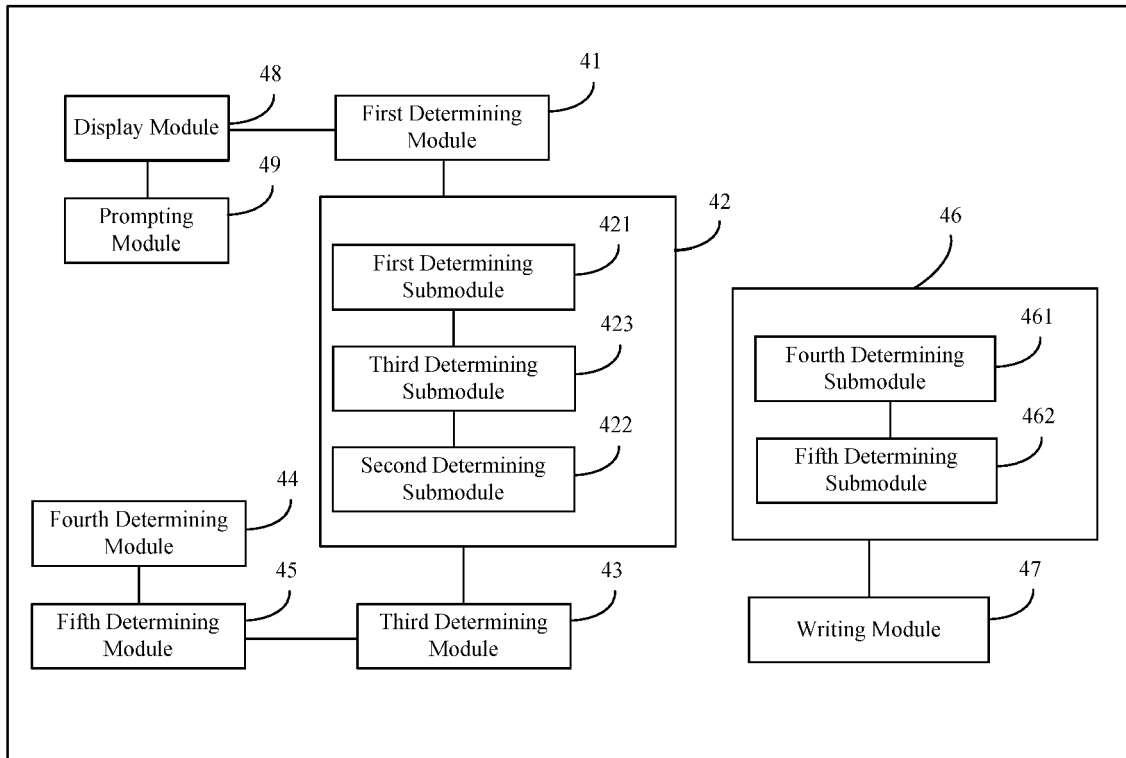 48
41
Display Module
First Determining
Module
49
Prompting
Module
42
421
First Determining
Submodule
423
Third Determining
Submodule
422
Second Determining
Submodule
46
461
Fourth Determining
Submodule
462
Fifth Determining
Submodule
44
Fourth Determining
Module
45
Fifth Determining
Module
43
Third Determining
Module
47
Writing Module